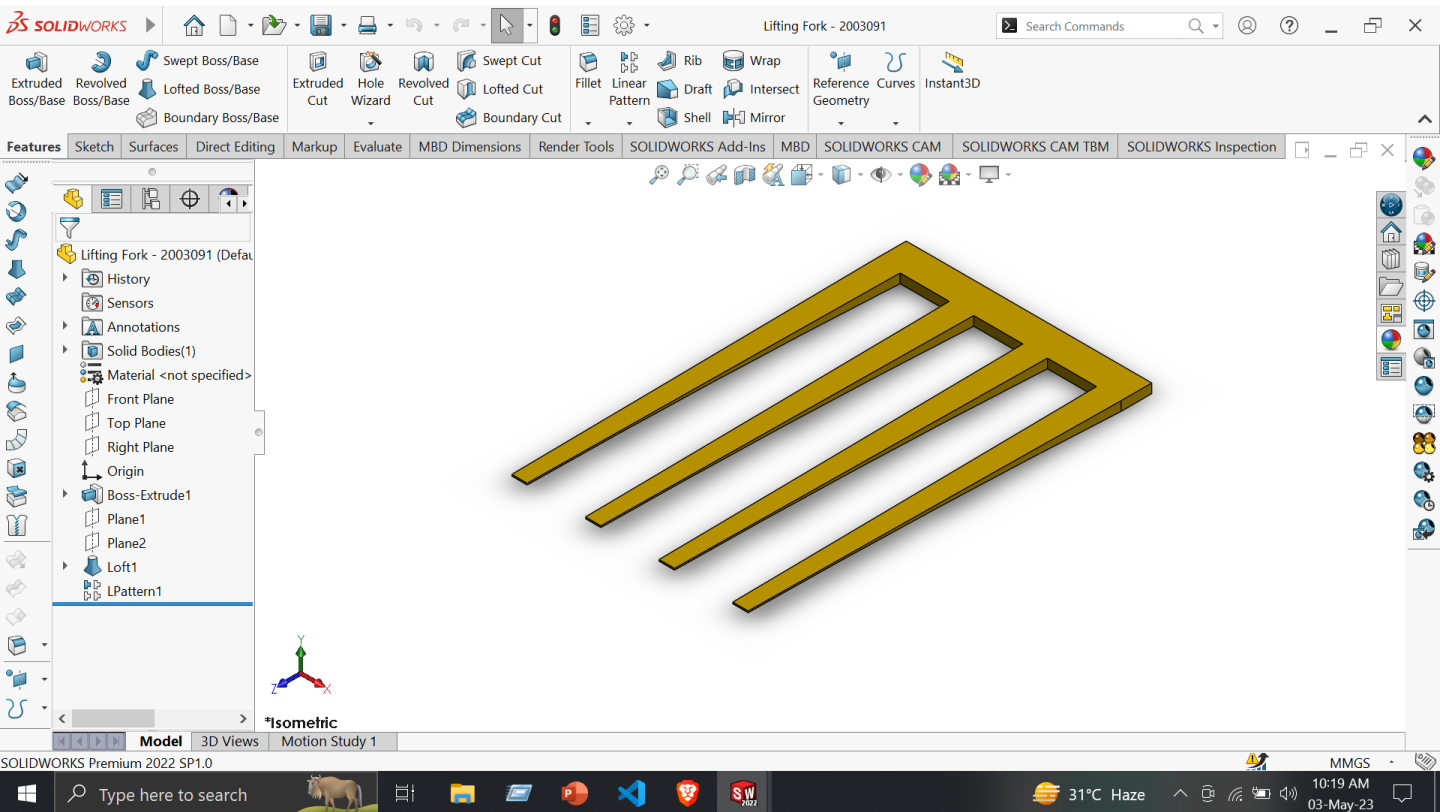 SOLIDWORKS
Lifting Fork - 2003091
Search Commands
Extruded
Boss/Base
Revolved
Boss/Base
Swept Boss/Base
Lofted Boss/Base
Boundary Boss/Base
Extruded
Cut
Hole
Wizard
Revolved
Cut
Swept Cut
Lofted Cut
Boundary Cut
Fillet
Linear
Pattern
Rib
Draft
Shell
Wrap
Intersect
Mirror
Reference
Geometry
Curves
Instant3D
Features Sketch Surfaces Direct Editing Markup Evaluate MBD Dimensions Render Tools SOLIDWORKS Add-Ins MBD SOLIDWORKS CAM SOLIDWORKS CAM TBM SOLIDWORKS Inspection
Lifting Fork - 2003091 (Defau
History
Sensors
Annotations
Solid Bodies(1)
Material <not specified>
Front Plane
Top Plane
Right Plane
Origin
Boss-Extrude1
Plane1
Plane2
Loft1
LPattern1
Y
Z
X
*Isometric
Model 3D Views Motion Study 1
SOLIDWORKS Premium 2022 SP1.0
MMGS
Type here to search
SW
2022
31°C Haze
10:19 AM
03-May-23